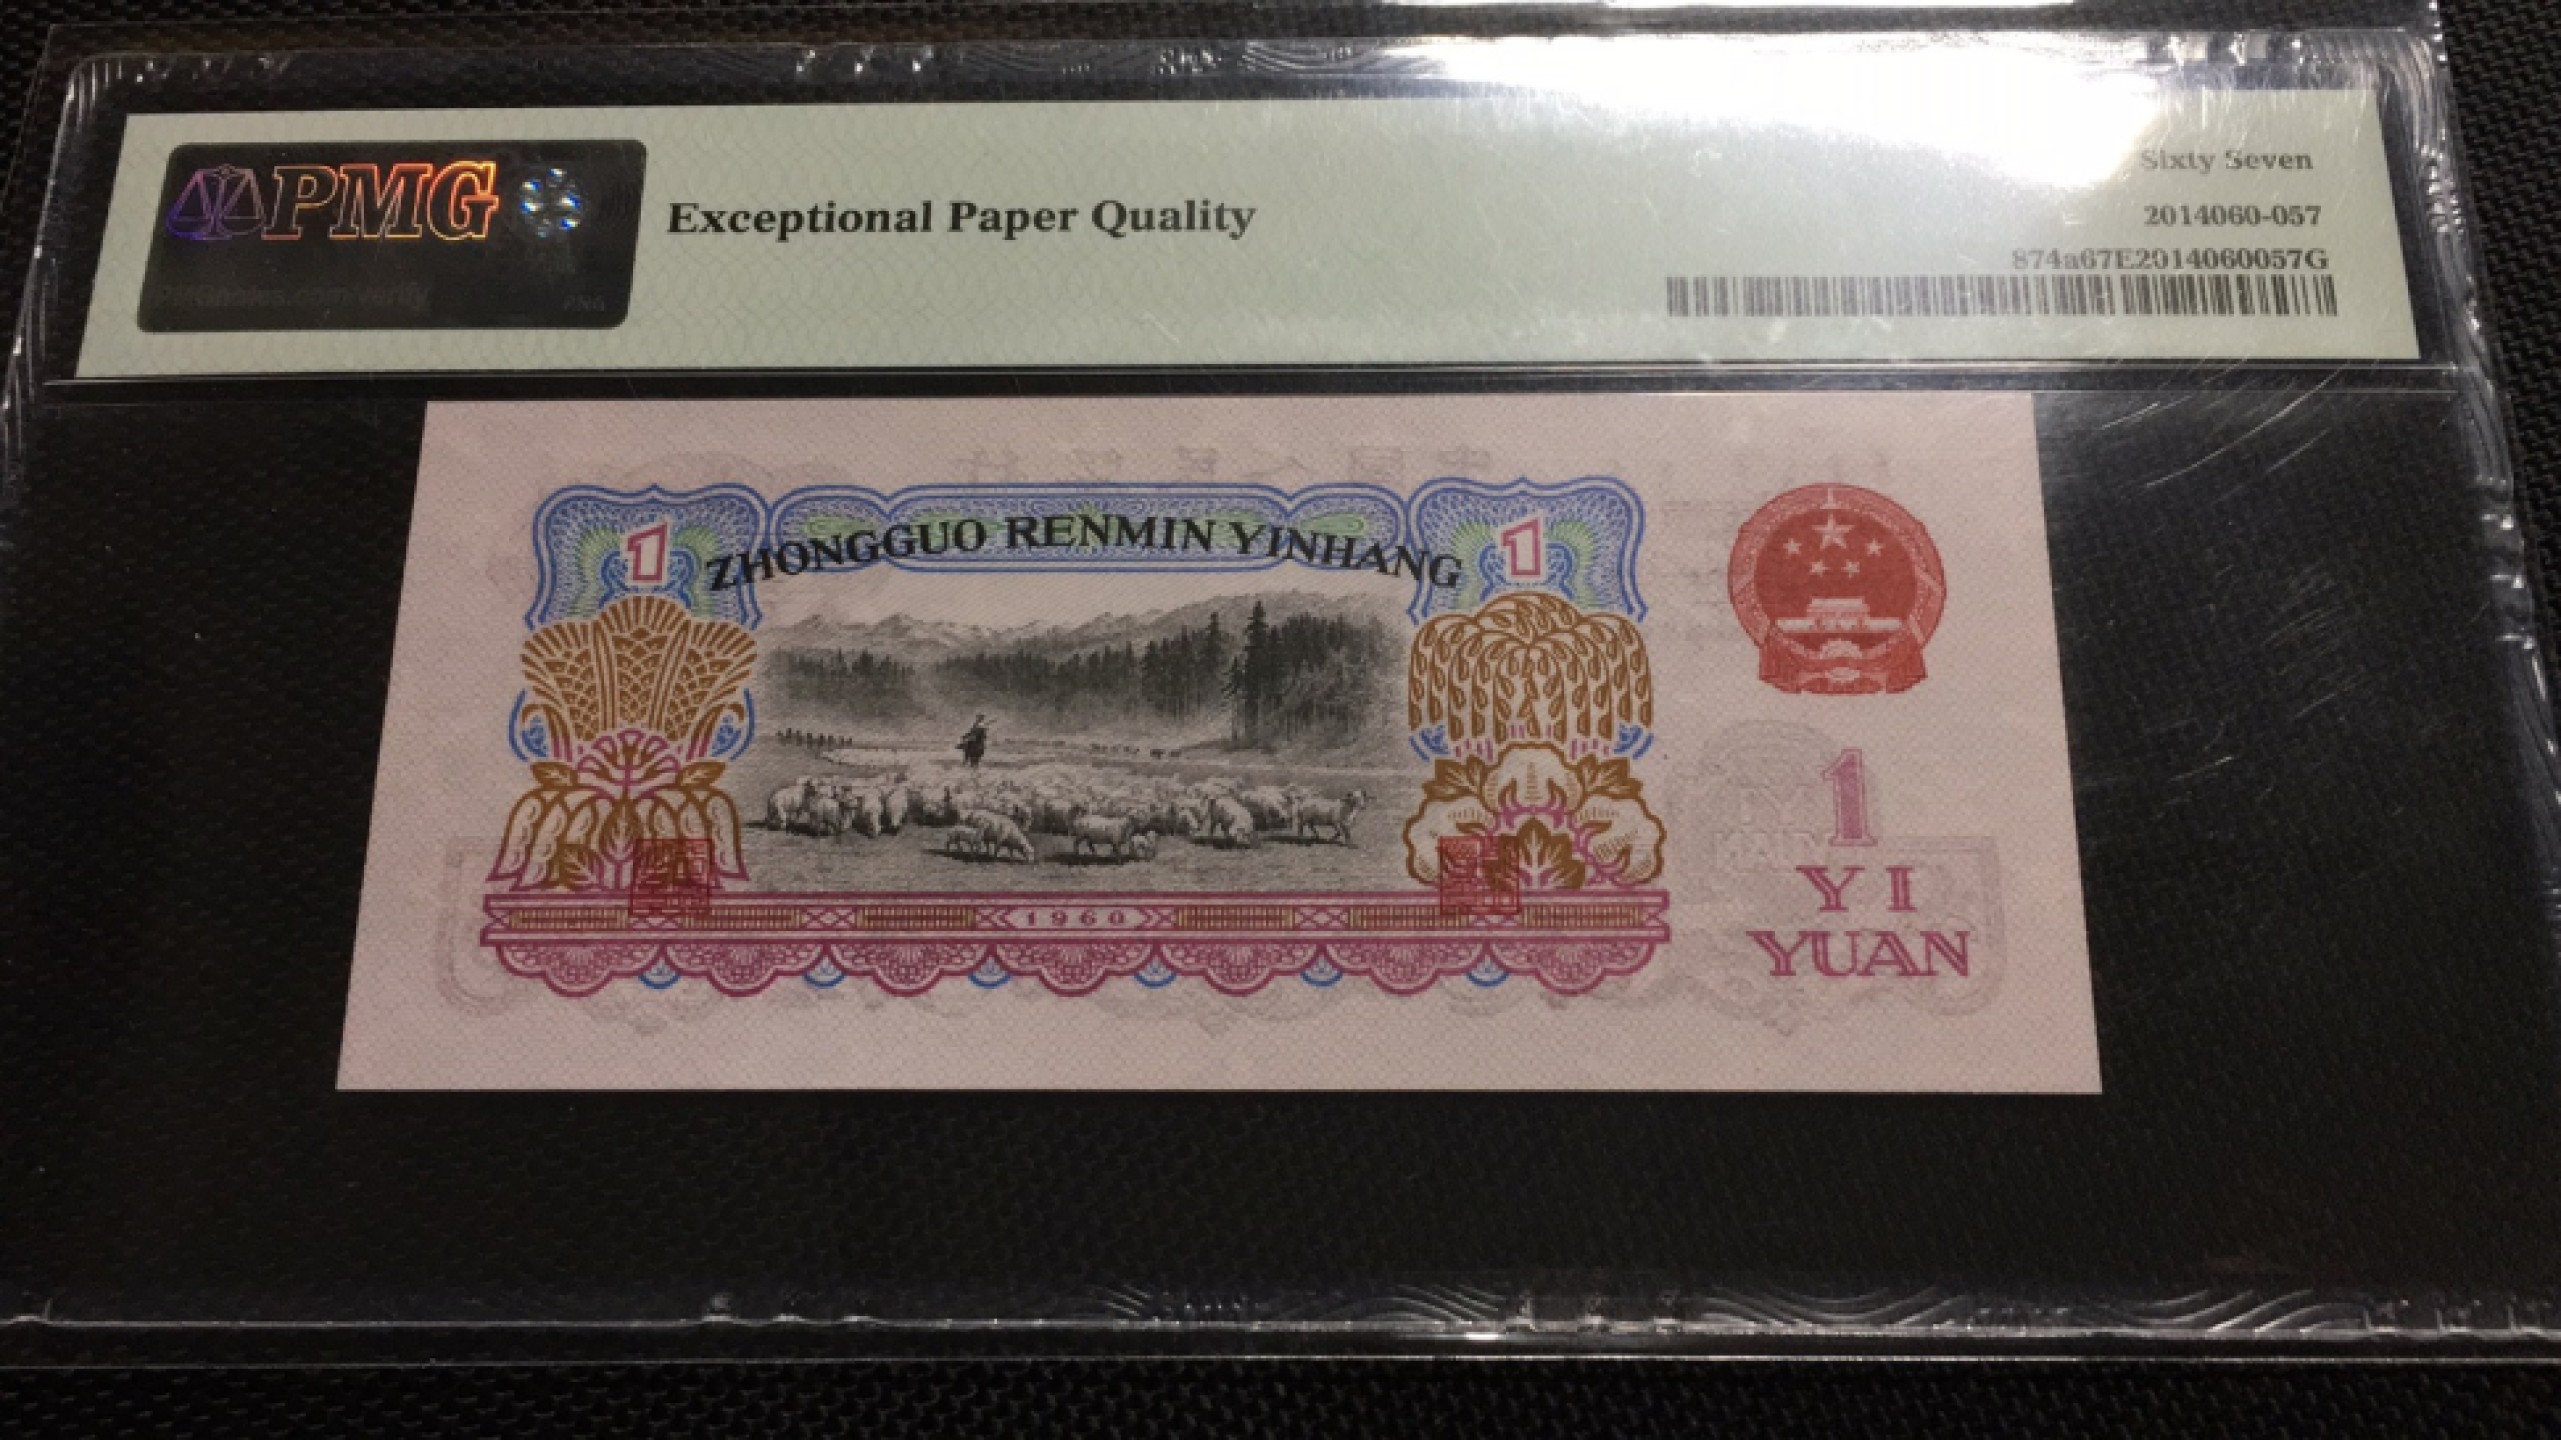 PMG
Exceptional Paper Quality
Sixty Seven
2014060-057
874a67E2014060057G
1
ZHONGGUO RENMIN YINHANG
1
1960
1
YI
YUAN